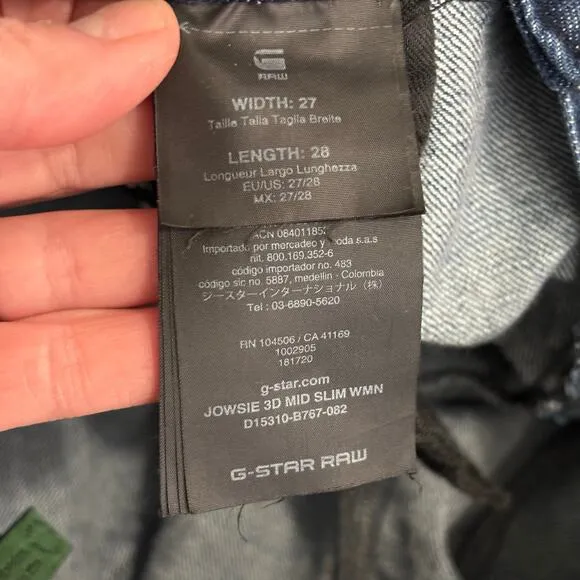 G
RAW
WIDTH: 27
Taille Talla Taglia Breite
LENGTH: 28
Longueur Largo Lunghezza
EU/US: 27/28
MX: 27/28
ACN 08401185
Importado por mercadeo y moda s.a.s
nit. 800.169.352-6
código importador no. 483
código sic no. 5887, medellin - Colombia
ジースターインターナショナル（株）
Tel : 03-6890-5620
RN 104506 / CA 41169
1002905
181720
g-star.com
JOWSIE 3D MID SLIM WMN
D15310-B767-082
G-STAR RAW